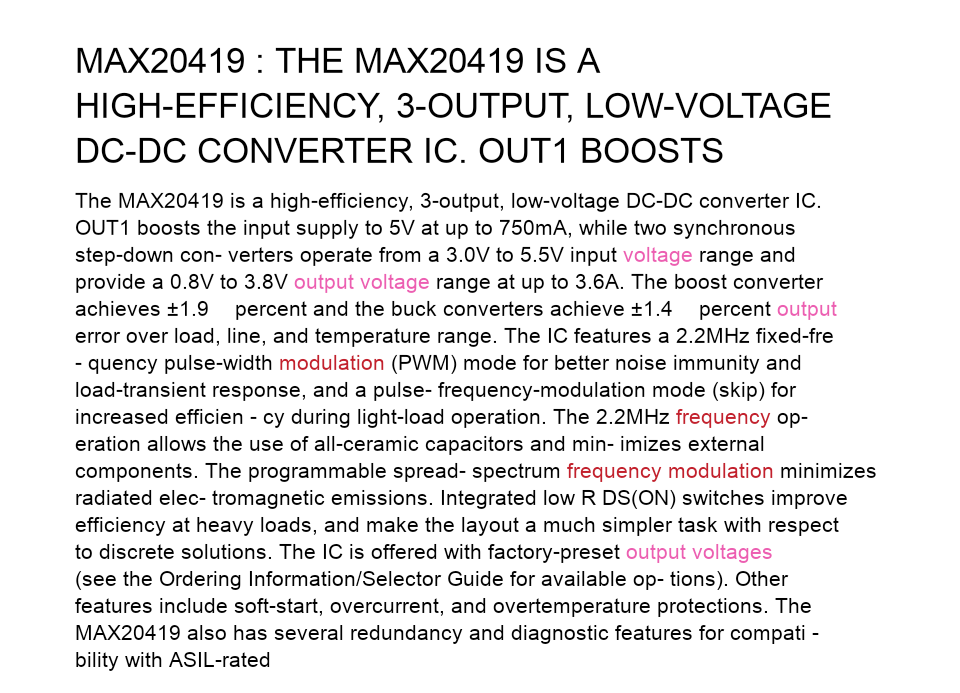 MAX20419 : THE MAX20419 IS A
HIGH-EFFICIENCY, 3-OUTPUT, LOW-VOLTAGE
DC-DC CONVERTER IC. OUT1 BOOSTS
The MAX20419 is a high-efficiency, 3-output, low-voltage DC-DC converter IC.
OUT1 boosts the input supply to 5V at up to 750mA, while two synchronous
step-down con- verters operate from a 3.0V to 5.5V input voltage range and
provide a 0.8V to 3.8V output voltage range at up to 3.6A. The boost converter
achieves ±1.9    percent and the buck converters achieve ±1.4    percent output
error over load, line, and temperature range. The IC features a 2.2MHz fixed-fre
- quency pulse-width modulation (PWM) mode for better noise immunity and
load-transient response, and a pulse- frequency-modulation mode (skip) for
increased efficien - cy during light-load operation. The 2.2MHz frequency op-
eration allows the use of all-ceramic capacitors and min- imizes external
components. The programmable spread- spectrum frequency modulation minimizes
radiated elec- tromagnetic emissions. Integrated low R DS(ON) switches improve
efficiency at heavy loads, and make the layout a much simpler task with respect
to discrete solutions. The IC is offered with factory-preset output voltages
(see the Ordering Information/Selector Guide for available op- tions). Other
features include soft-start, overcurrent, and overtemperature protections. The
MAX20419 also has several redundancy and diagnostic features for compati -
bility with ASIL-rated